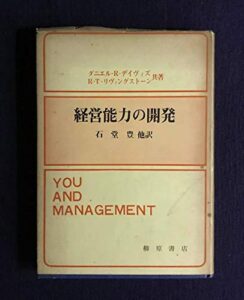 ダニエル・R・デイヴィズ
R・T・リヴィングストーン 共著
経営能力の開発
石堂 豊 他訳
YOU
AND
MANAGEMENT
柳原書店